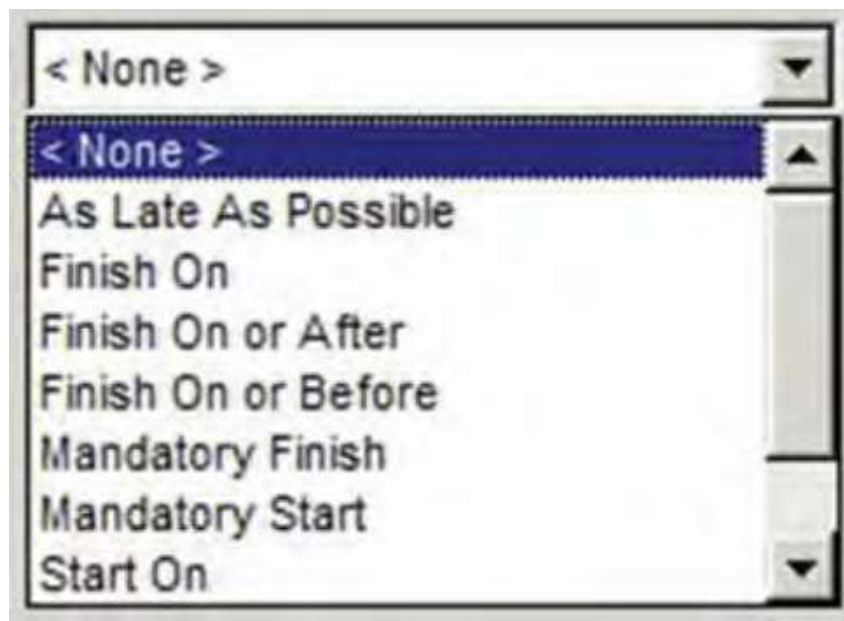 < None >
< None >
As Late As Possible
Finish On
Finish On or After
Finish On or Before
Mandatory Finish
Mandatory Start
Start On